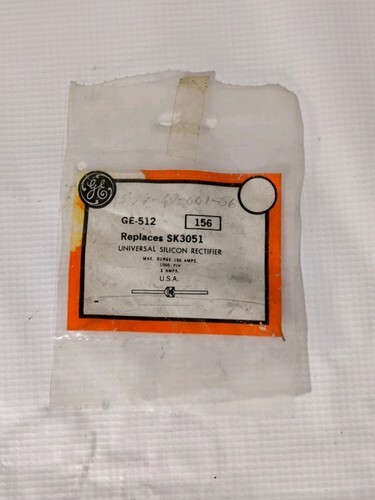 GE
GE-512 156
Replaces SK3051
UNIVERSAL SILICON RECTIFIER
MAX. SURGE: 150 AMPS.
1000 PIV
3 AMPS.
U.S.A.